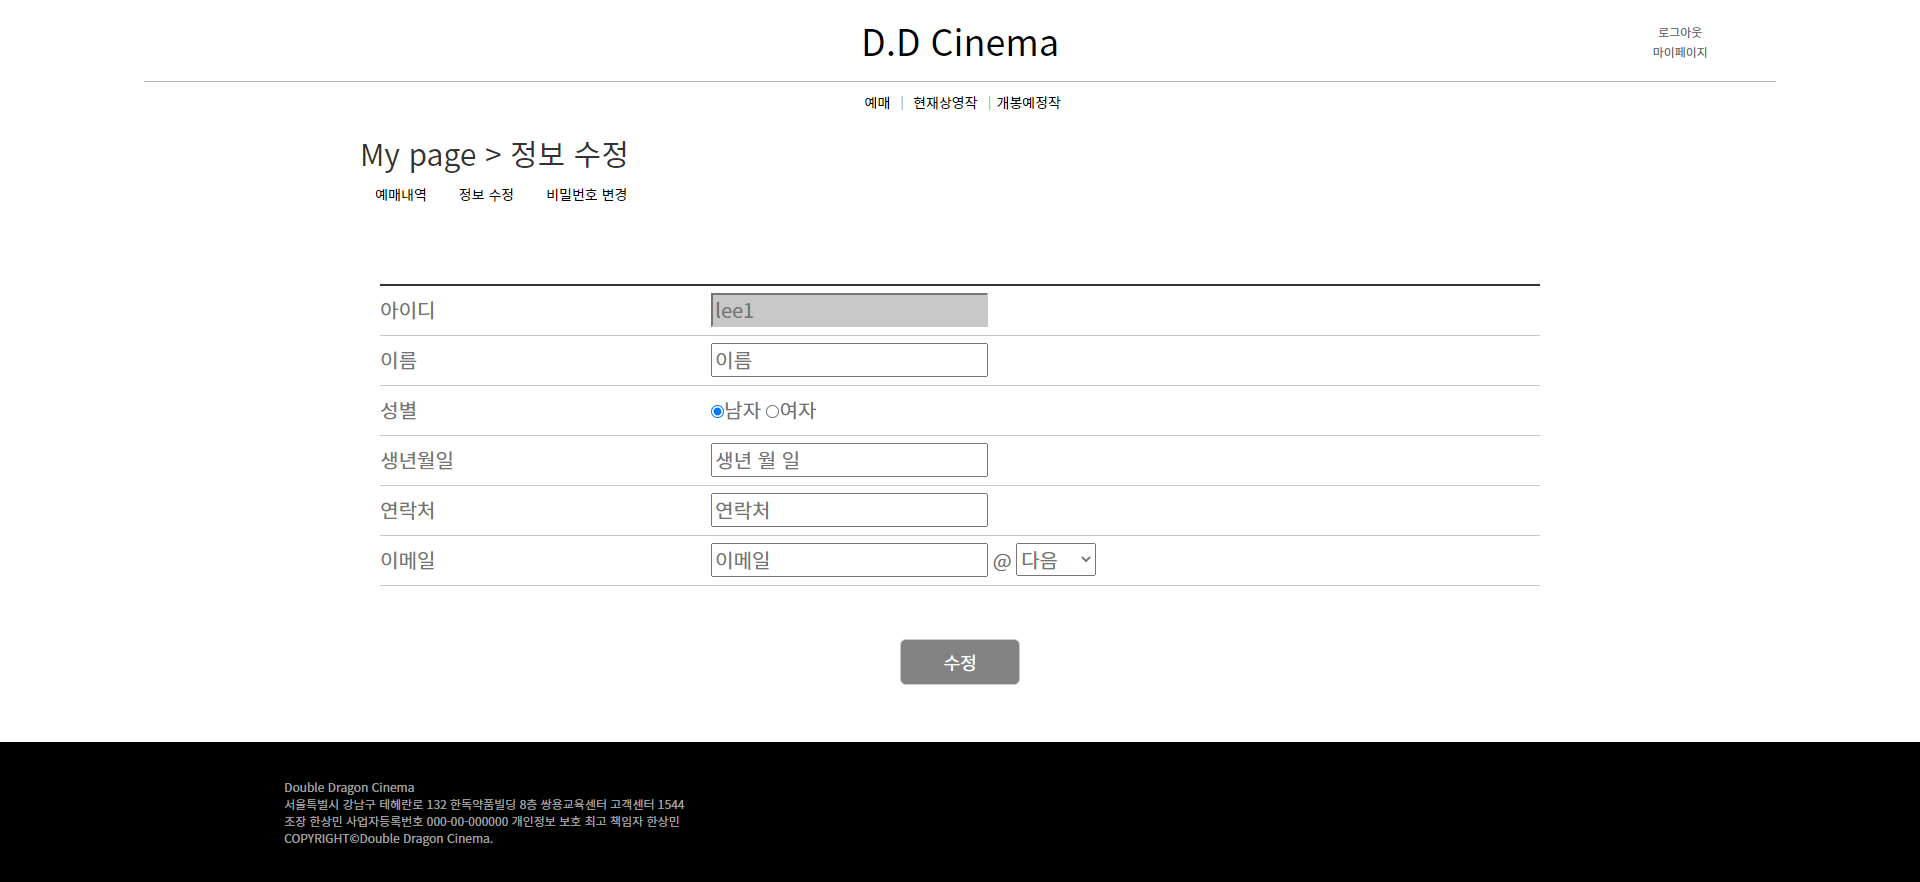 D.D Cinema
로그아웃
마이페이지
예매 | 현재상영작 | 개봉예정작
My page > 정보 수정
예매내역 정보 수정 비밀번호 변경
아이디 lee1
이름 이름
성별 남자 여자
생년월일 생년 월 일
연락처 연락처
이메일 이메일 @ 다음
수정
Double Dragon Cinema
서울특별시 강남구 테헤란로 132 한독약품빌딩 8층 쌍용교육센터 고객센터 1544
조장 한상민 사업자등록번호 000-00-000000 개인정보 보호 최고 책임자 한상민
COPYRIGHT©Double Dragon Cinema.